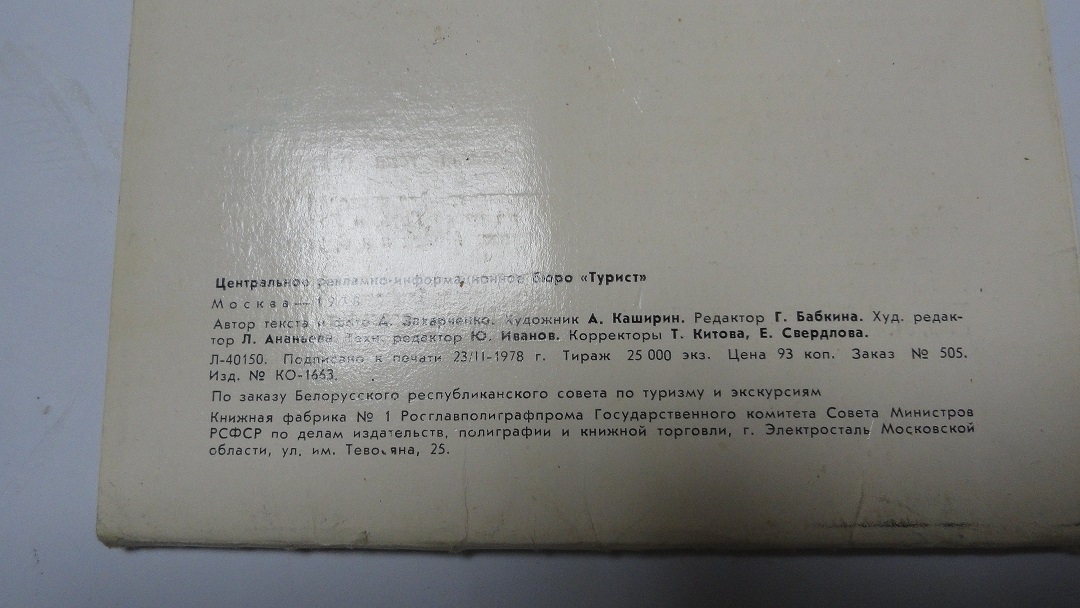 Центральное рекламно-информационное бюро «Турист»
Москва — 1978
Автор текста и фото А. Захарченко. Художник А. Каширин. Редактор Г. Бабкина. Худ. редак-
тор Л. Ананьева. Техн. редактор Ю. Иванов. Корректоры Т. Китова, Е. Свердлова.
Л-40150. Подписано к печати 23/II-1978 г. Тираж 25 000 экз. Цена 93 коп. Заказ № 505.
Изд. № КО-1663.
По заказу Белорусского республиканского совета по туризму и экскурсиям
Книжная фабрика № 1 Росглавполиграфпрома Государственного комитета Совета Министров
РСФСР по делам издательств, полиграфии и книжной торговли, г. Электросталь Московской
области, ул. им. Тевосяна, 25.